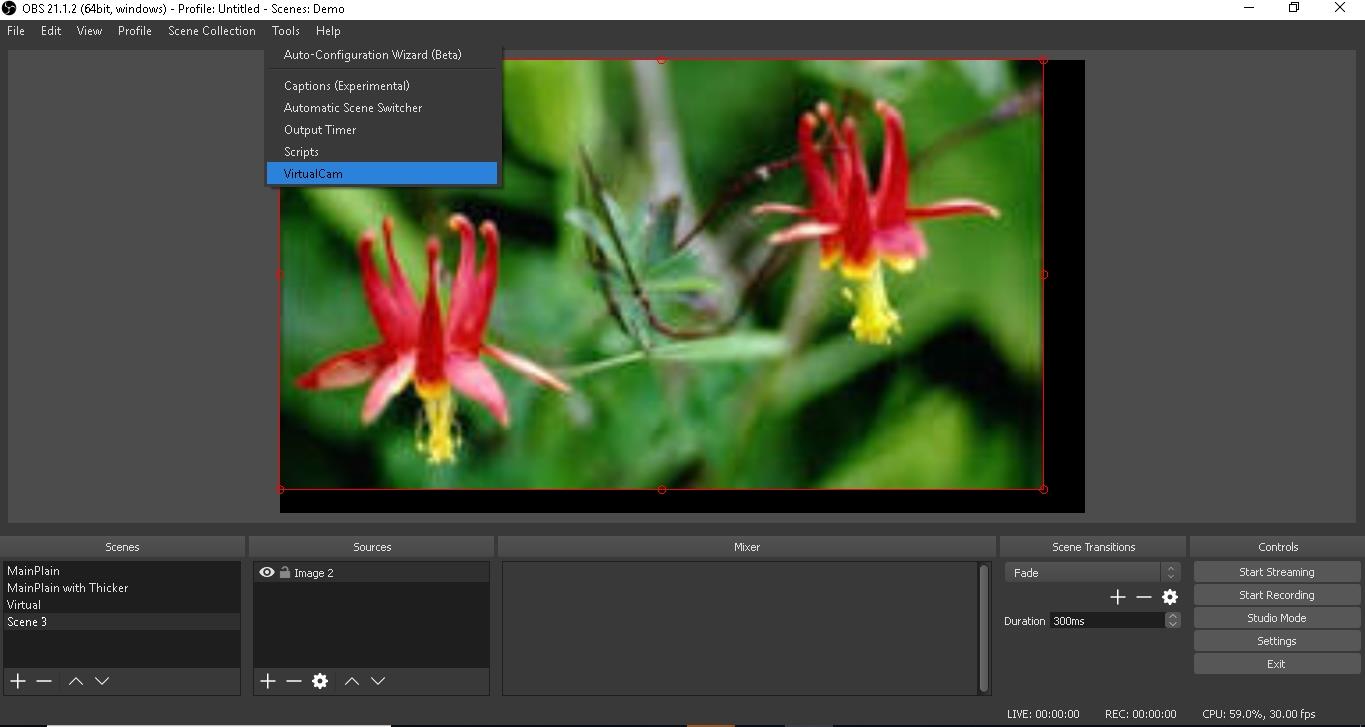 OBS 21.1.2 (64bit, windows) - Profile: Untitled - Scenes: Demo
File Edit View Profile Scene Collection Tools Help
Auto-Configuration Wizard (Beta)
Captions (Experimental)
Automatic Scene Switcher
Output Timer
Scripts
VirtualCam
Scenes
MainPlain
MainPlain with Thicker
Virtual
Scene 3
Sources
Image 2
Mixer
Scene Transitions
Fade
Duration 300ms
Controls
Start Streaming
Start Recording
Studio Mode
Settings
Exit
LIVE: 00:00:00 REC: 00:00:00 CPU: 59.0%, 30.00 fps